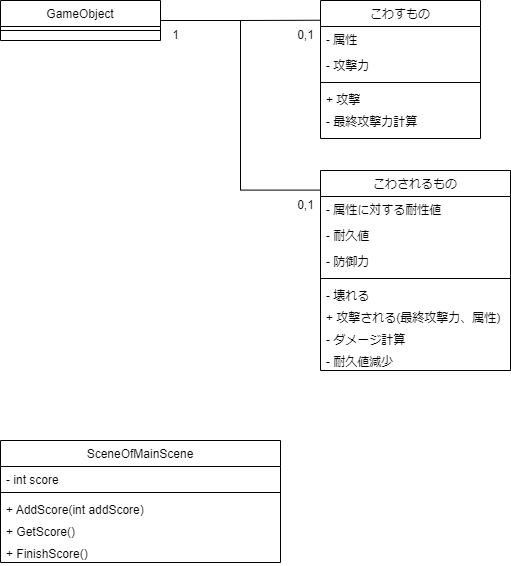 GameObject
1
0,1
こわすもの
- 属性
- 攻撃力
+ 攻撃
- 最終攻撃力計算
0,1
こわされるもの
- 属性に対する耐性値
- 耐久値
- 防御力
- 壊れる
+ 攻撃される(最終攻撃力、属性)
- ダメージ計算
- 耐久値減少
SceneOfMainScene
- int score
+ AddScore(int addScore)
+ GetScore()
+ FinishScore()